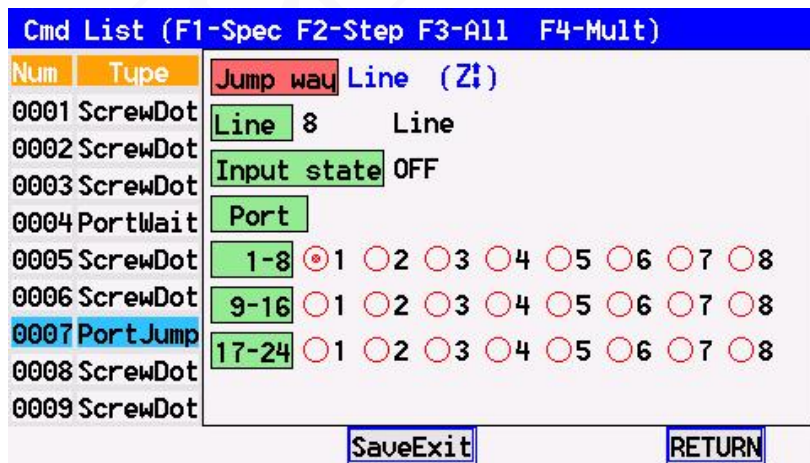 Cmd List (F1-Spec F2-Step F3-All F4-Mult)
Num Type
0001 ScrewDot
0002 ScrewDot
0003 ScrewDot
0004 PortWait
0005 ScrewDot
0006 ScrewDot
0007 PortJump
0008 ScrewDot
0009 ScrewDot
Jump way Line (Z↕)
Line 8 Line
Input state OFF
Port
1-8 1 2 3 4 5 6 7 8
9-16 1 2 3 4 5 6 7 8
17-24 1 2 3 4 5 6 7 8
SaveExit RETURN